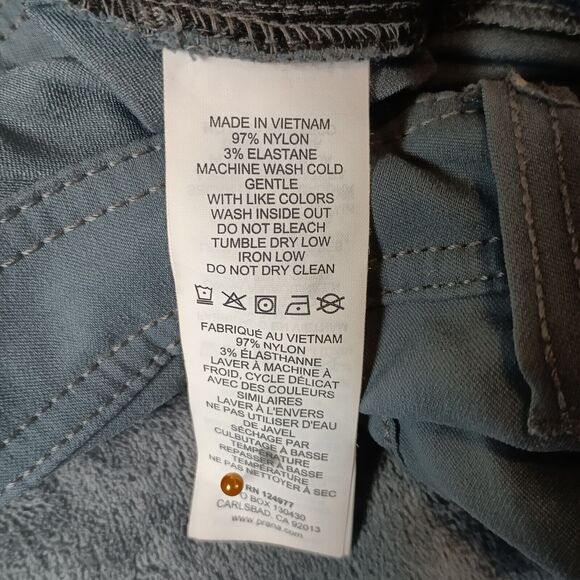 MADE IN VIETNAM
97% NYLON
3% ELASTANE
MACHINE WASH COLD
GENTLE
WITH LIKE COLORS
WASH INSIDE OUT
DO NOT BLEACH
TUMBLE DRY LOW
IRON LOW
DO NOT DRY CLEAN
FABRIQUÉ AU VIETNAM
97% NYLON
3% ÉLASTHANNE
LAVER À MACHINE À
FROID, CYCLE DÉLICAT
AVEC DES COULEURS
SIMILAIRES
LAVER À L'ENVERS
NE PAS UTILISER D'EAU
DE JAVEL
SÉCHAGE PAR
CULBUTAGE À BASSE
TEMPÉRATURE
REPASSER À BASSE
TEMPÉRATURE
NE PAS NETTOYER À SEC
RN 124977
O BOX 130430
CARLSBAD, CA 92013
www.prana.com